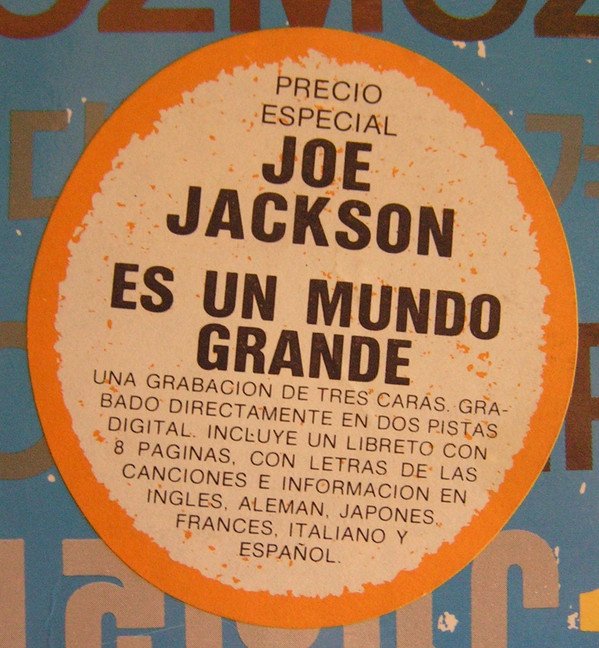 PRECIO
ESPECIAL
JOE
JACKSON
ES UN MUNDO
GRANDE
UNA GRABACION DE TRES CARAS. GRA-
BADO DIRECTAMENTE EN DOS PISTAS
DIGITAL. INCLUYE UN LIBRETO CON
8 PAGINAS, CON LETRAS DE LAS
CANCIONES E INFORMACION EN
INGLES, ALEMAN, JAPONES,
FRANCES, ITALIANO Y
ESPAÑOL.